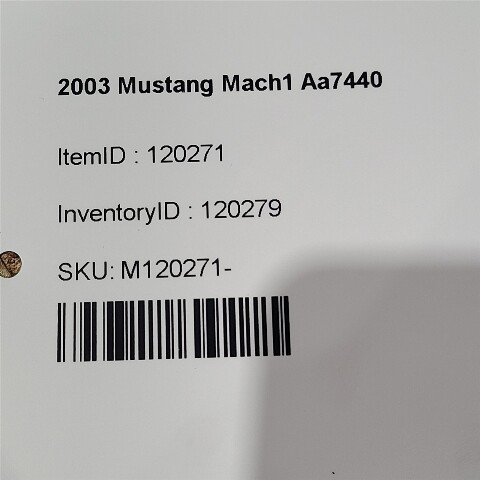 2003 Mustang Mach1 Aa7440
ItemID : 120271
InventoryID : 120279
SKU: M120271-